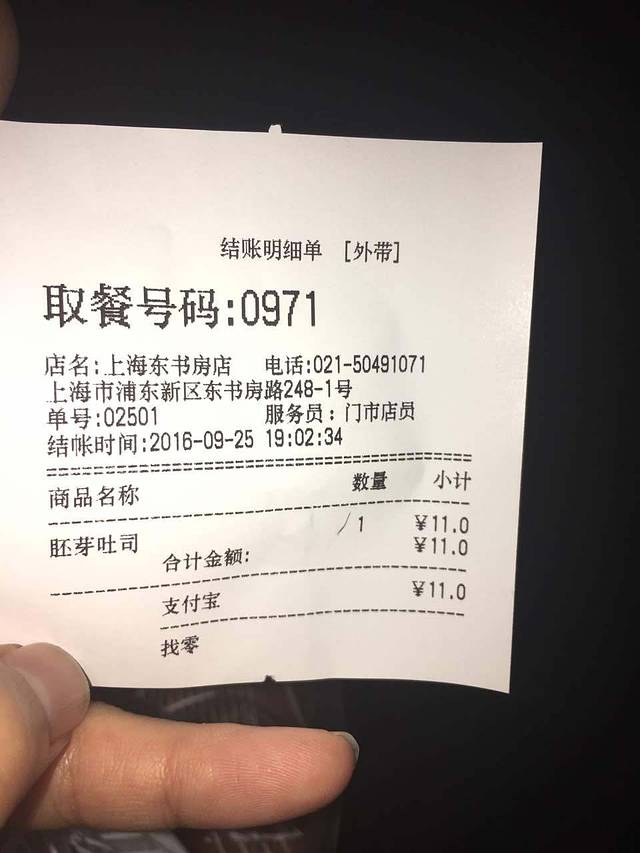 结账明细单 [外带]
取餐号码:0971
店名:上海东书房店 电话:021-50491071
上海市浦东新区东书房路248-1号
单号:02501 服务员:门市店员
结帐时间:2016-09-25 19:02:34
商品名称 数量 小计
胚芽吐司 1 ¥11.0
合计金额: ¥11.0
支付宝 ¥11.0
找零